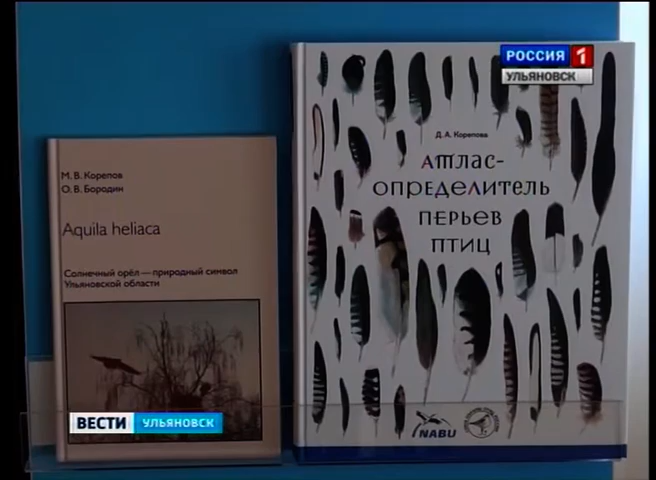 РОССИЯ 1
УЛЬЯНОВСК
М. В. Корепов
О. В. Бородин
Aquila heliaca
Солнечный орёл — природный символ
Ульяновской области
Д.А. Корепова
Атлас-
определитель
перьев
птиц
NABU
ВЕСТИ УЛЬЯНОВСК